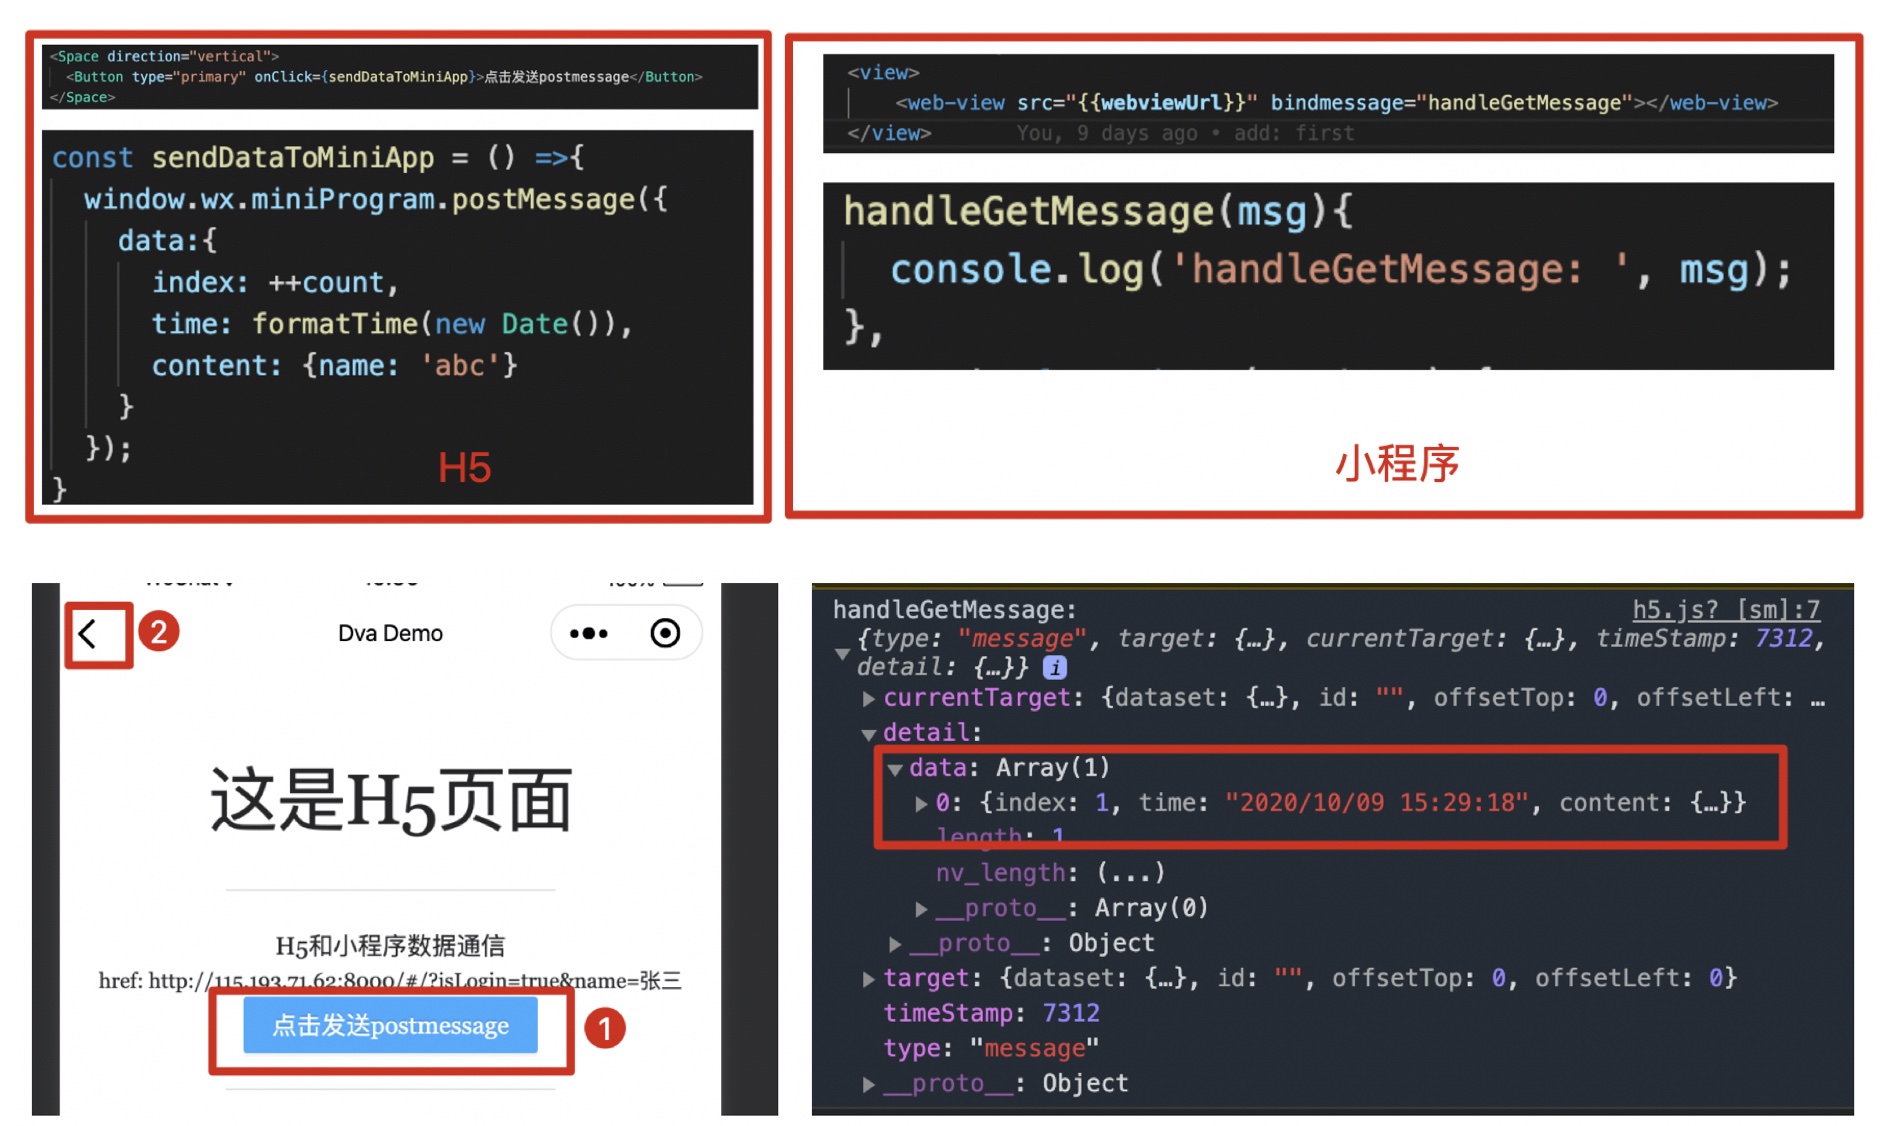 <Space direction="vertical">
<Button type="primary" onClick={sendDataToMiniApp}>点击发送postmessage</Button>
</Space>
const sendDataToMiniApp = () =>{
window.wx.miniProgram.postMessage({
data:{
index: ++count,
time: formatTime(new Date()),
content: {name: 'abc'}
}
});
}
H5
<view>
<web-view src="{{webviewUrl}}" bindmessage="handleGetMessage"></web-view>
</view> You, 9 days ago • add: first
handleGetMessage(msg){
console.log('handleGetMessage: ', msg);
},
小程序
2
Dva Demo
这是H5页面
H5和小程序数据通信
href: http://115.193.71.62:8000/#/?isLogin=true&name=张三
点击发送postmessage
1
handleGetMessage: h5.js? [sm]:7
{type: "message", target: {…}, currentTarget: {…}, timeStamp: 7312,
detail: {…}} i
currentTarget: {dataset: {…}, id: "", offsetTop: 0, offsetLeft: …
detail:
data: Array(1)
0: {index: 1, time: "2020/10/09 15:29:18", content: {…}}
length: 1
nv_length: (...)
__proto__: Array(0)
__proto__: Object
target: {dataset: {…}, id: "", offsetTop: 0, offsetLeft: 0}
timeStamp: 7312
type: "message"
__proto__: Object